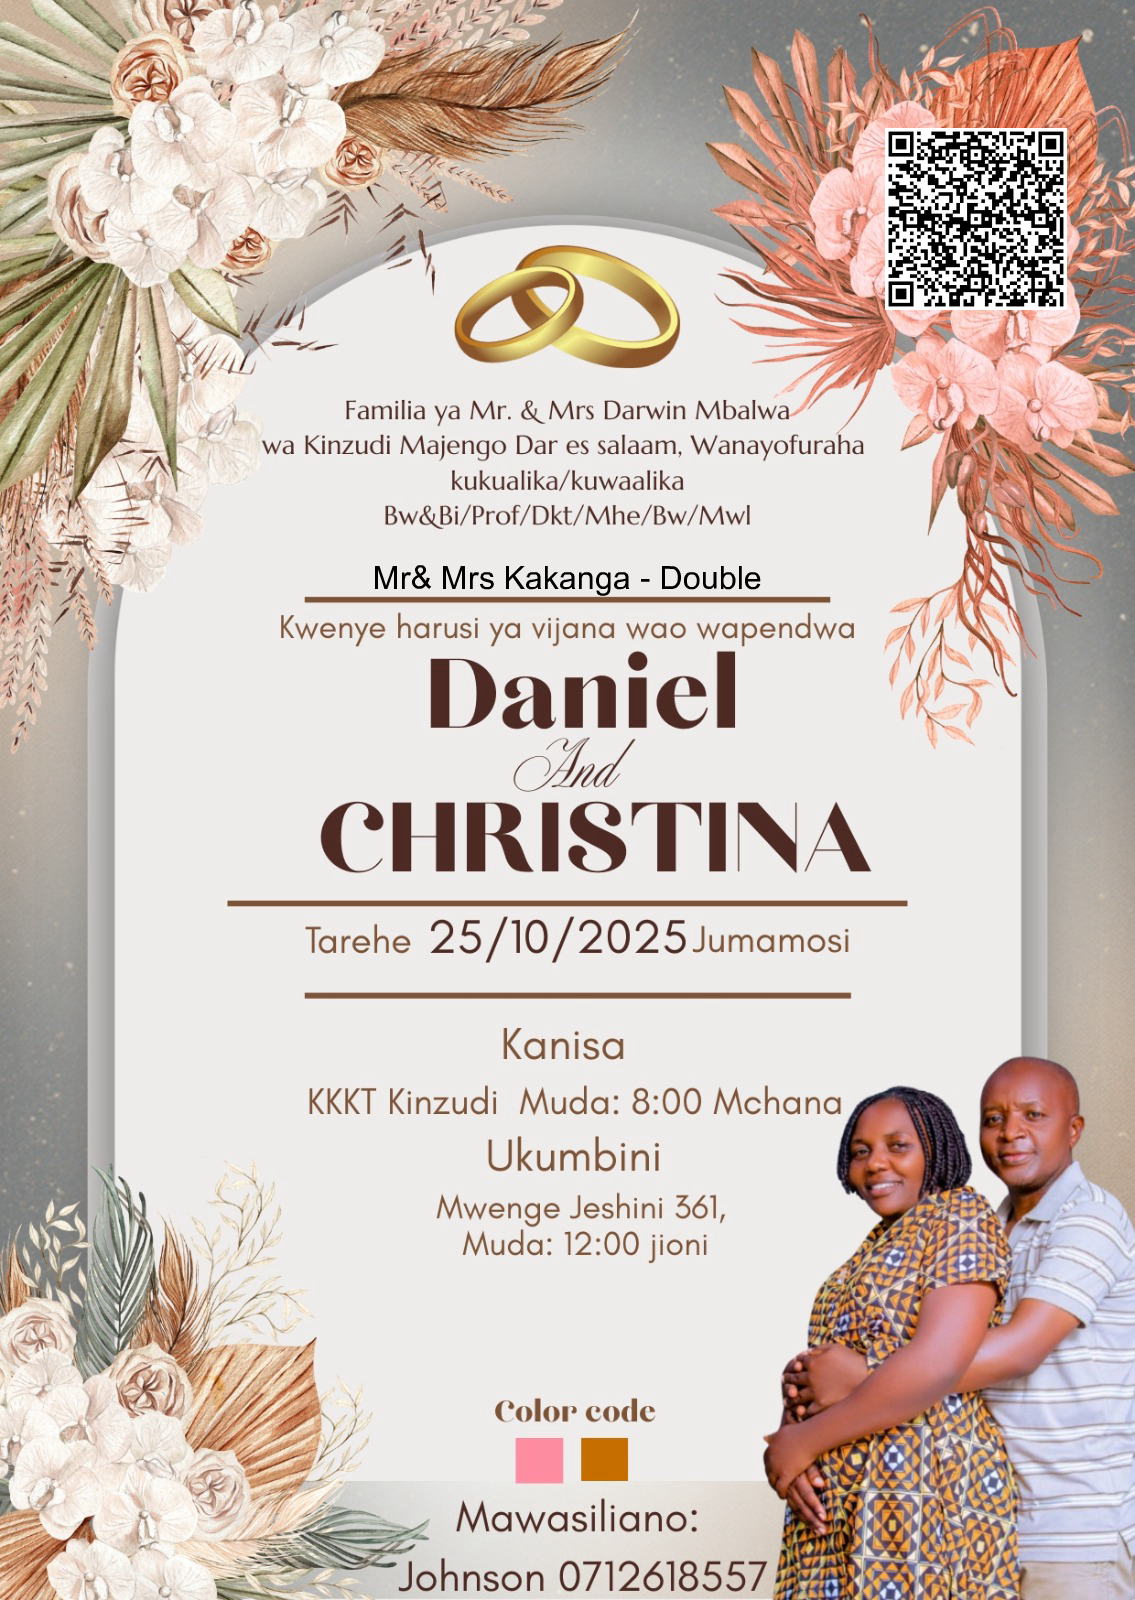 Familia ya Mr. & Mrs Darwin Mbalwa
wa Kinzudi Majengo Dar es salaam, Wanayofuraha
kukualika/kuwaalika
Bw&Bi/Prof/Dkt/Mhe/Bw/Mwl
Mr& Mrs Kakanga - Double
Kwenye harusi ya vijana wao wapendwa
Daniel
And
CHRISTINA
Tarehe 25/10/2025 Jumamosi
Kanisa
KKKT Kinzudi Muda: 8:00 Mchana
Ukumbini
Mwenge Jeshini 361,
Muda: 12:00 jioni
Color code
Mawasiliano:
Johnson 0712618557